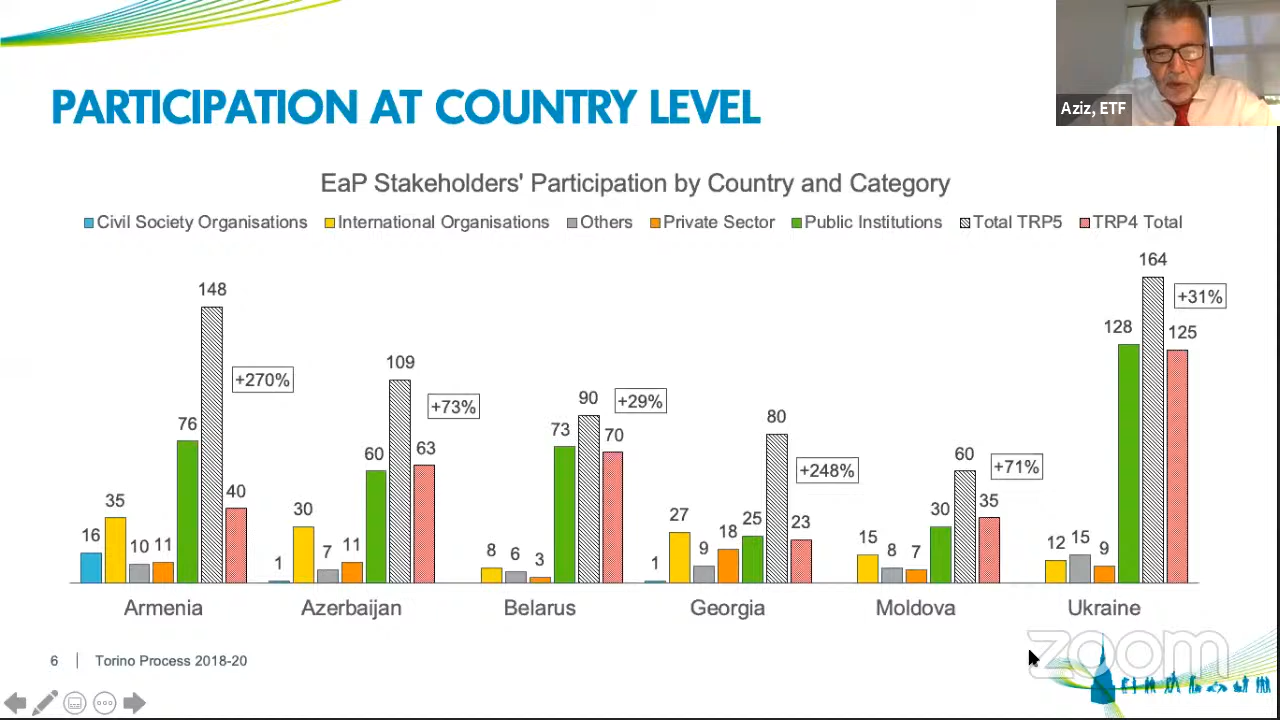 Aziz, ETF
PARTICIPATION AT COUNTRY LEVEL
EaP Stakeholders' Participation by Country and Category
Civil Society Organisations International Organisations Others Private Sector Public Institutions Total TRP5 TRP4 Total
16 35 10 11 76 148 40 +270%
1 30 7 11 60 109 63 +73%
8 6 3 73 90 70 +29%
1 27 9 18 25 80 23 +248%
15 8 7 30 60 35 +71%
12 15 9 128 164 125 +31%
Armenia Azerbaijan Belarus Georgia Moldova Ukraine
6 | Torino Process 2018-20
zoom